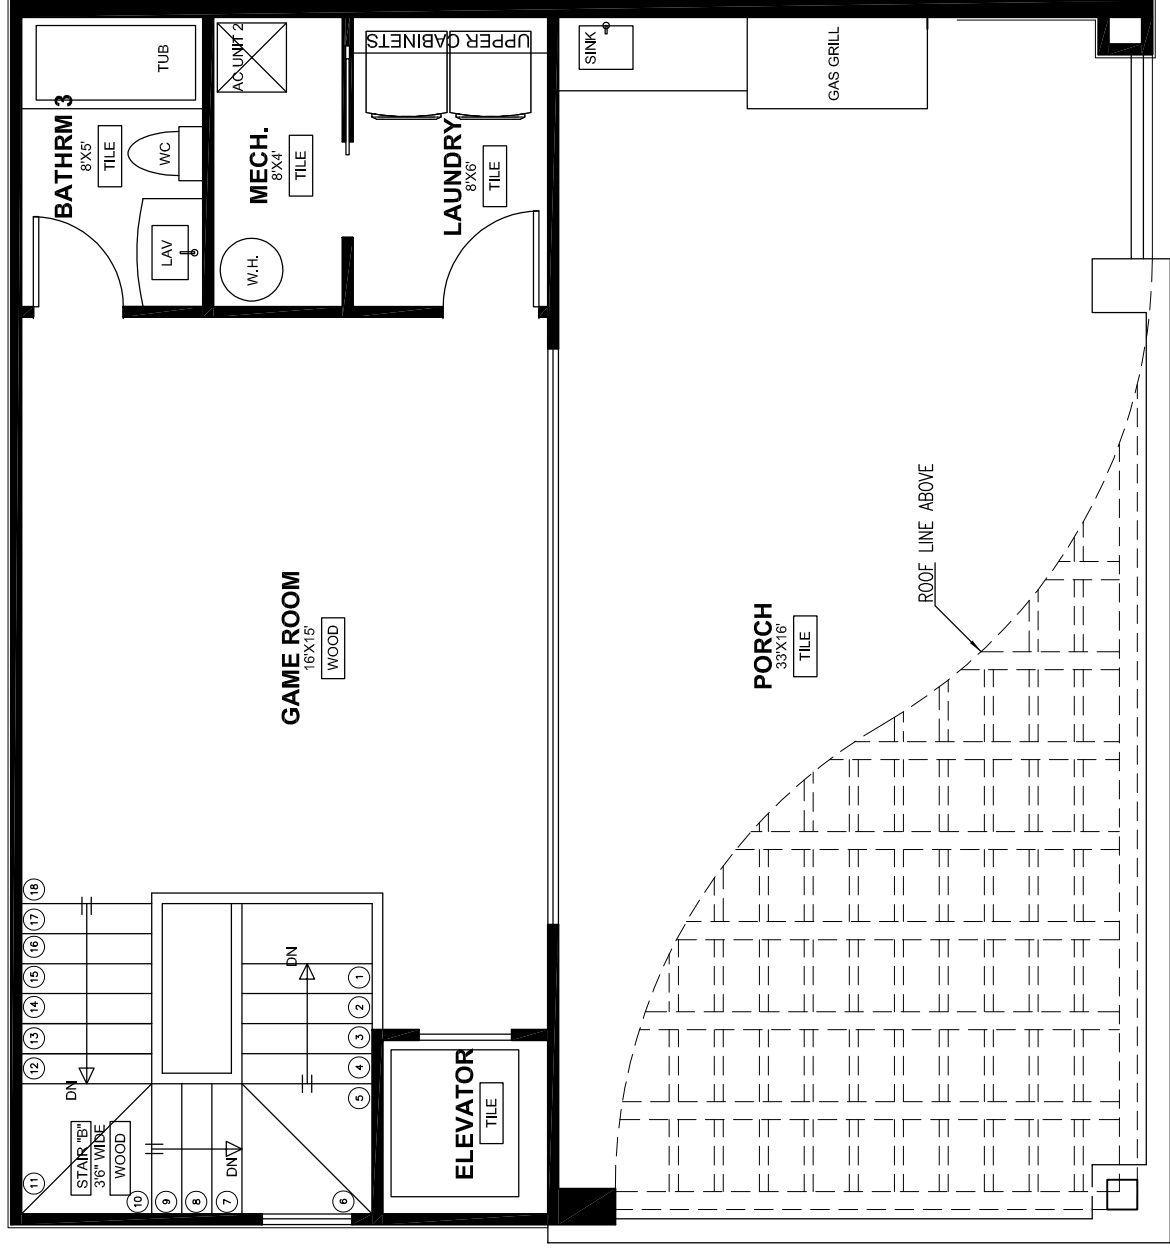 TUB
BATHRM 3
8'X5'
TILE
WC
LAV
AC UNIT 2
MECH.
8'X4'
TILE
W.H.
UPPER CABINETS
LAUNDRY
8'X6'
TILE
SINK
GAS GRILL
GAME ROOM
16'X15'
WOOD
PORCH
33'X16'
TILE
ROOF LINE ABOVE
18
17
16
15
14
13
12
11
10
9
8
7
6
5
4
3
2
1
DN
DN
DN
STAIR "B"
3'6" WIDE
WOOD
ELEVATOR
TILE